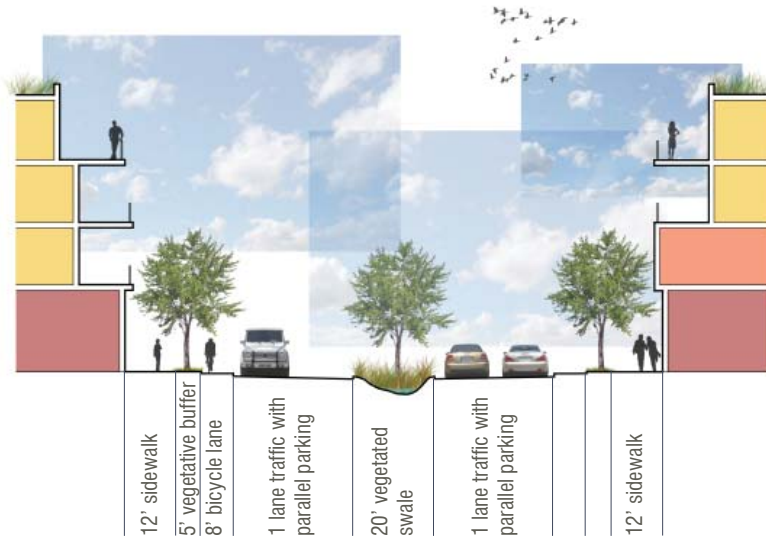 12’ sidewalk
5’ vegetative buffer
8’ bicycle lane
1 lane traffic with
parallel parking
20’ vegetated
swale
1 lane traffic with
parallel parking
12’ sidewalk